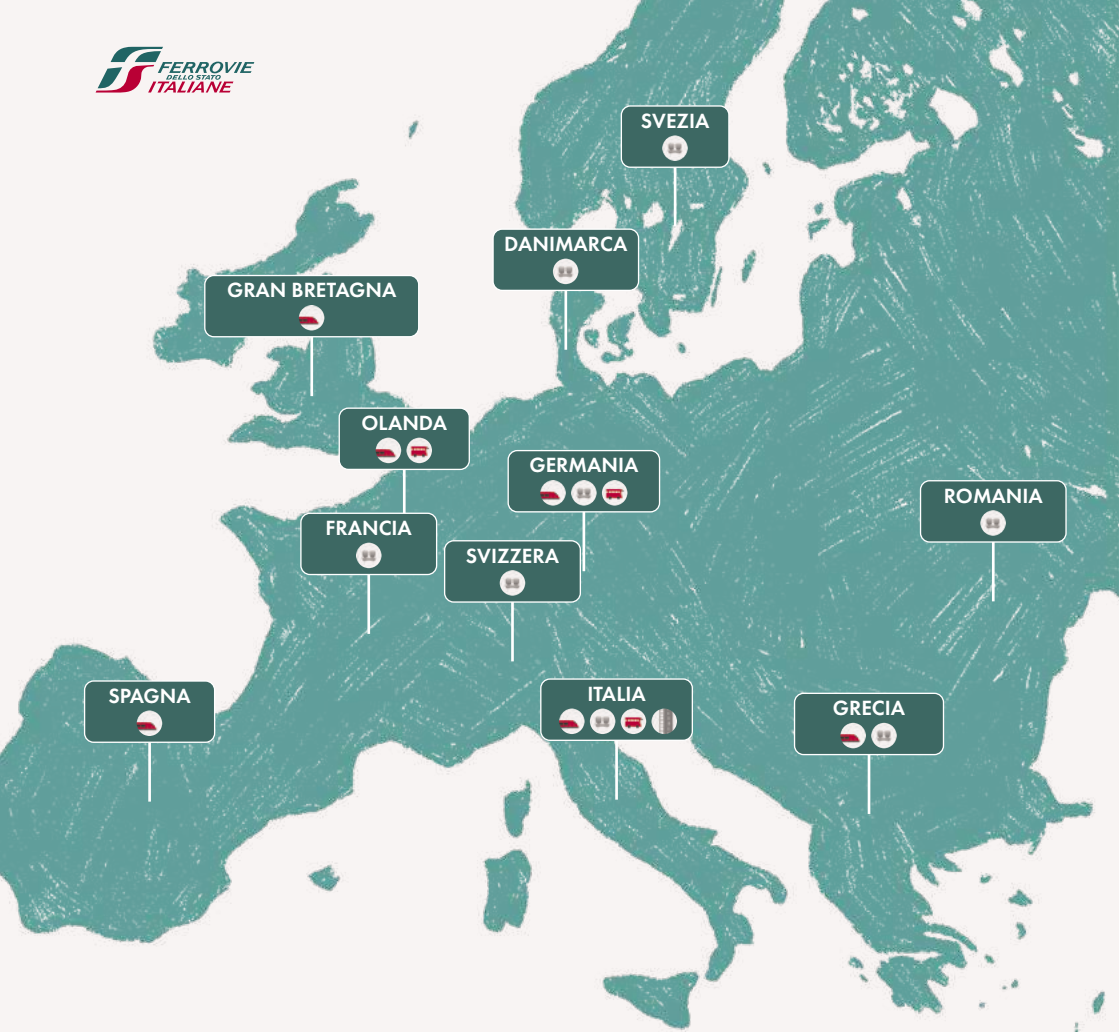 FERROVIE
DELLO STATO
ITALIANE
SVEZIA
DANIMARCA
GRAN BRETAGNA
OLANDA
GERMANIA
ROMANIA
FRANCIA
SVIZZERA
SPAGNA
ITALIA
GRECIA